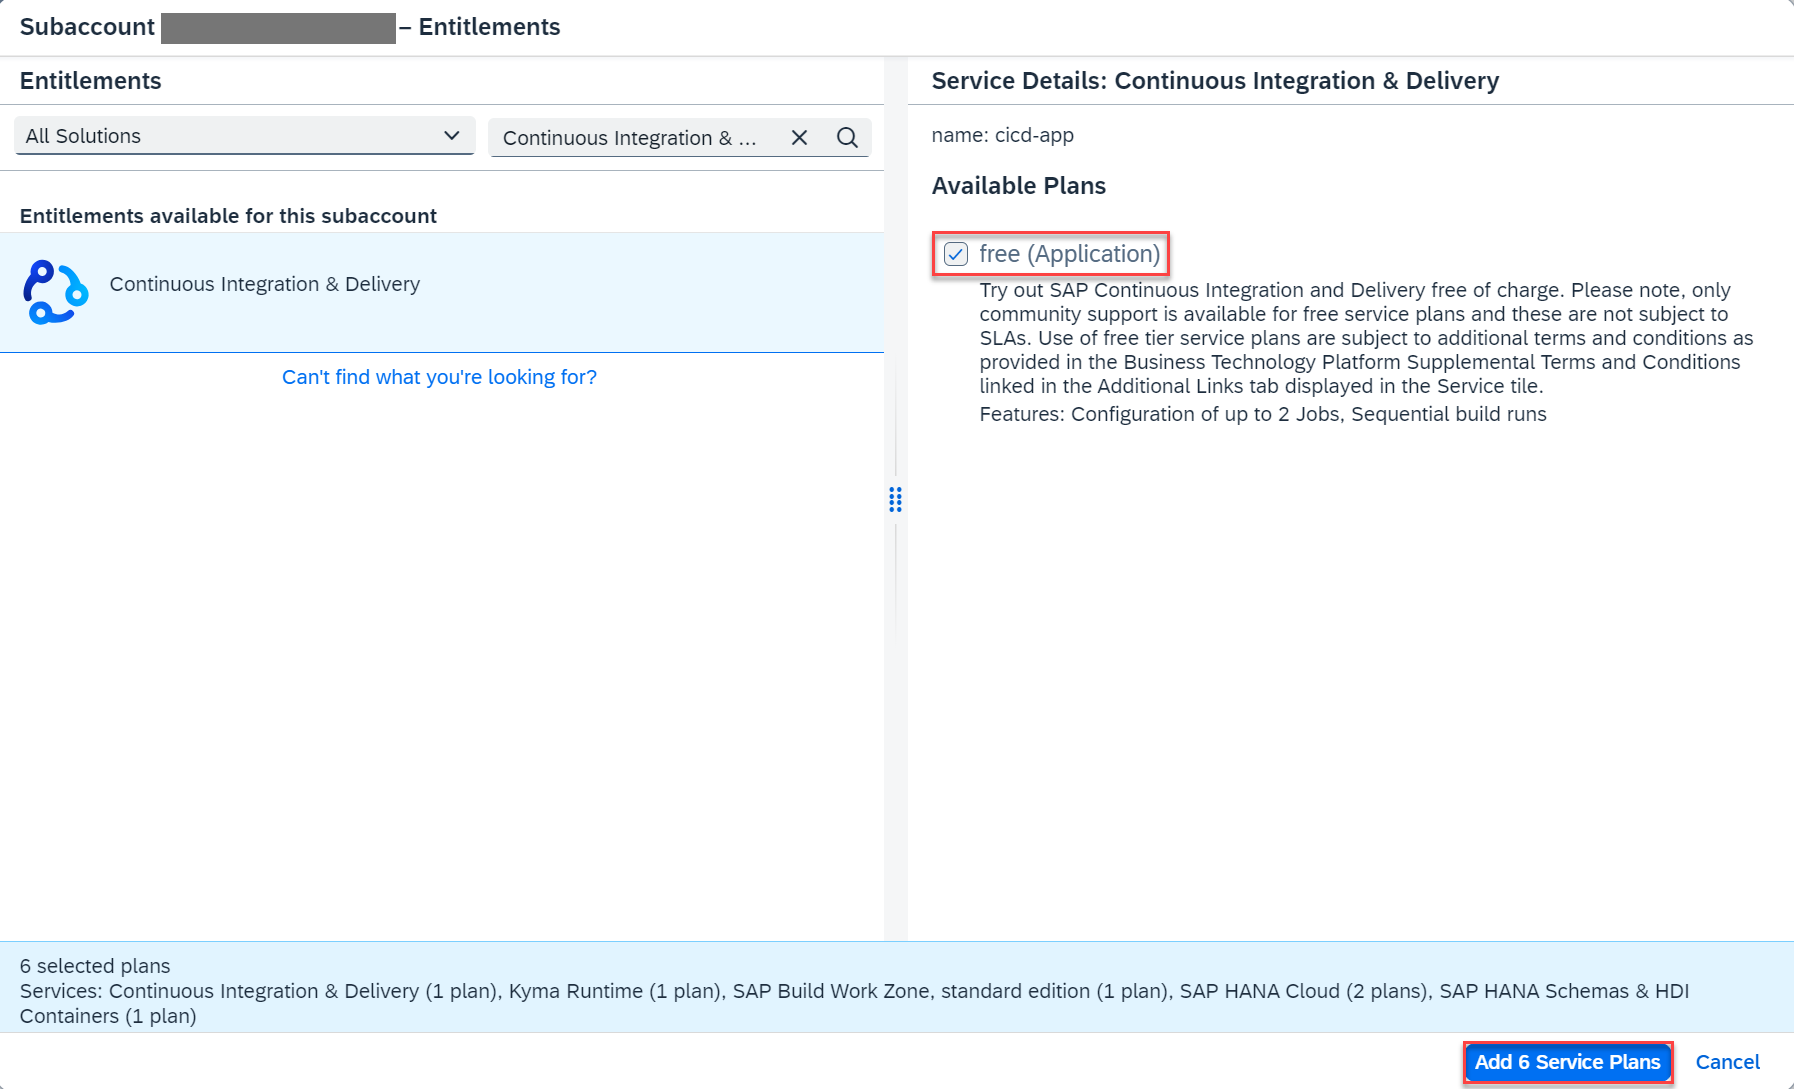 Subaccount – Entitlements
Entitlements
All Solutions
Continuous Integration & ...
Entitlements available for this subaccount
Continuous Integration & Delivery
Can't find what you're looking for?
Service Details: Continuous Integration & Delivery
name: cicd-app
Available Plans
free (Application)
Try out SAP Continuous Integration and Delivery free of charge. Please note, only
community support is available for free service plans and these are not subject to
SLAs. Use of free tier service plans are subject to additional terms and conditions as
provided in the Business Technology Platform Supplemental Terms and Conditions
linked in the Additional Links tab displayed in the Service tile.
Features: Configuration of up to 2 Jobs, Sequential build runs
6 selected plans
Services: Continuous Integration & Delivery (1 plan), Kyma Runtime (1 plan), SAP Build Work Zone, standard edition (1 plan), SAP HANA Cloud (2 plans), SAP HANA Schemas & HDI
Containers (1 plan)
Add 6 Service Plans
Cancel